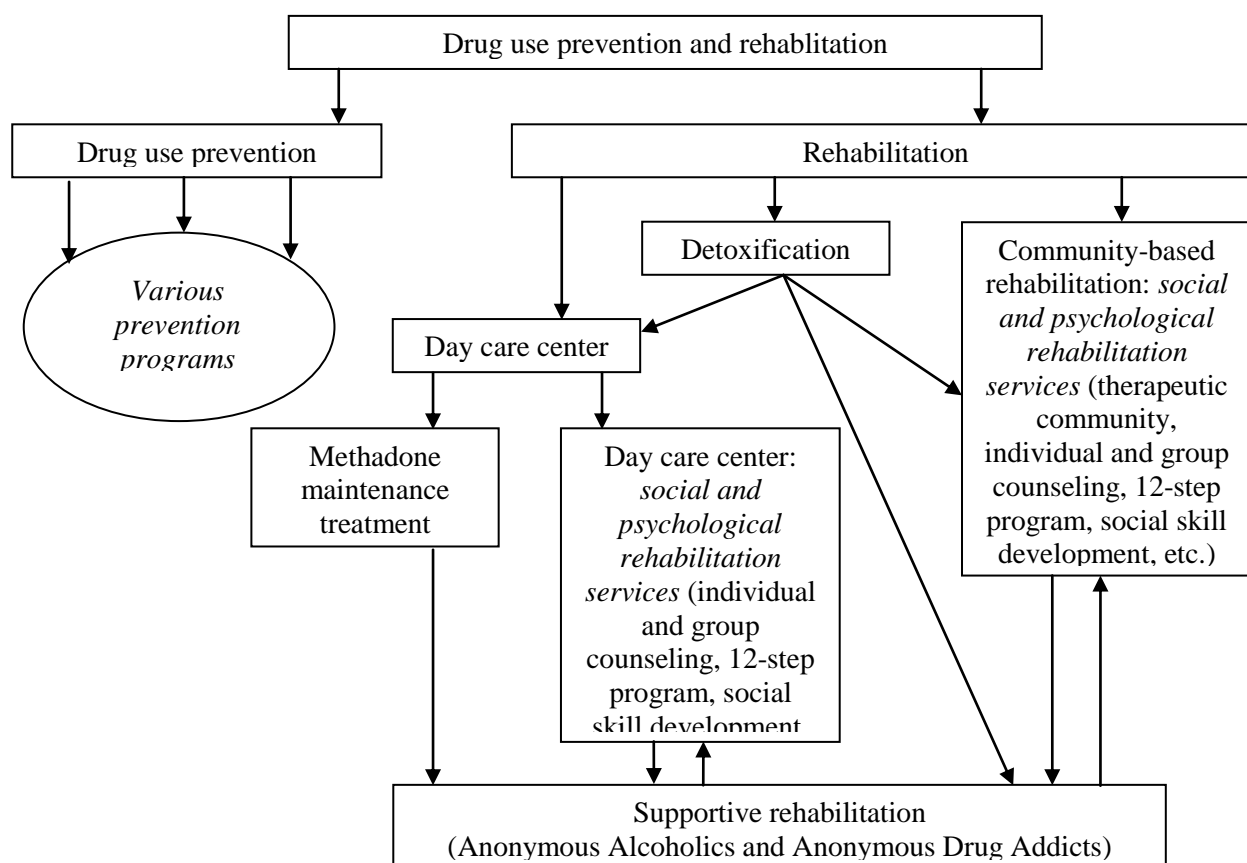 Drug use prevention and rehablitation
Drug use prevention
Rehabilitation
Various
prevention
programs
Detoxification
Community-based
rehabilitation: social
and psychological
rehabilitation
services (therapeutic
community,
individual and group
counseling, 12-step
program, social skill
development, etc.)
Day care center
Methadone
maintenance
treatment
Day care center:
social and
psychological
rehabilitation
services (individual
and group
counseling, 12-step
program, social
skill development
Supportive rehabilitation
(Anonymous Alcoholics and Anonymous Drug Addicts)